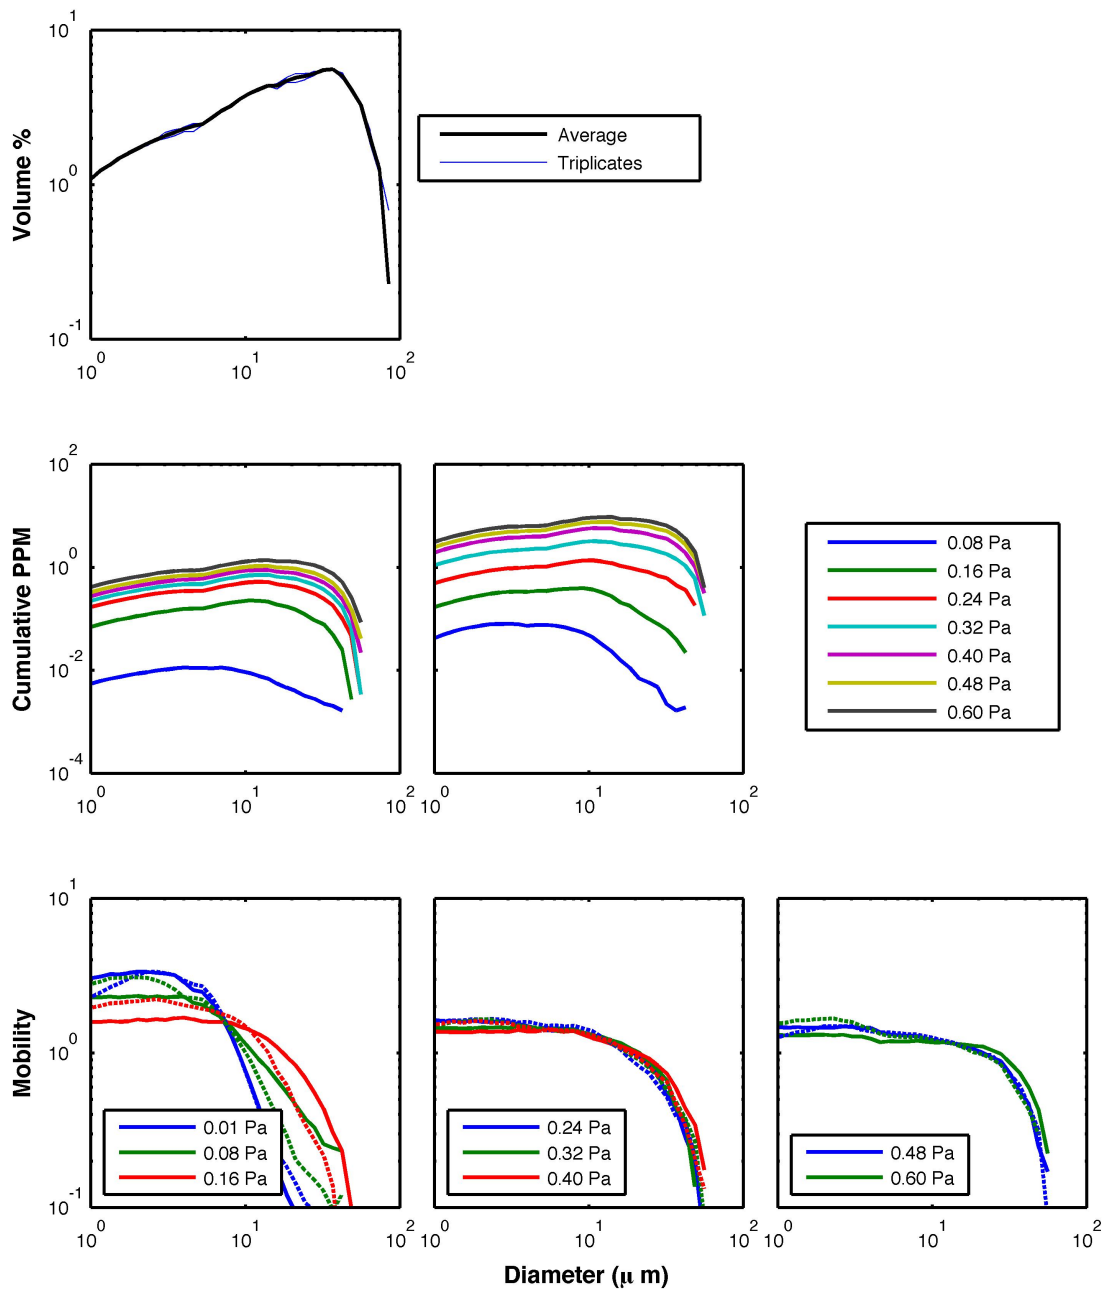 10^1
10^0
10^-1
Volume %
10^0 10^1 10^2
Average
Triplicates
10^2
10^0
10^-2
10^-4
Cumulative PPM
10^0 10^1 10^2
10^0 10^1 10^2
0.08 Pa
0.16 Pa
0.24 Pa
0.32 Pa
0.40 Pa
0.48 Pa
0.60 Pa
10^1
10^0
10^-1
Mobility
0.01 Pa
0.08 Pa
0.16 Pa
10^0 10^1 10^2
0.24 Pa
0.32 Pa
0.40 Pa
10^0 10^1 10^2
0.48 Pa
0.60 Pa
10^0 10^1 10^2
Diameter (μ m)